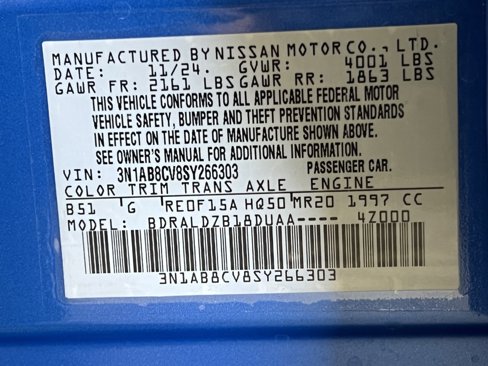 MANUFACTURED BY NISSAN MOTOR CO., LTD.
DATE: 11/24. GVWR: 4001 LBS
GAWR FR: 2161 LBS GAWR RR: 1863 LBS
THIS VEHICLE CONFORMS TO ALL APPLICABLE FEDERAL MOTOR
VEHICLE SAFETY, BUMPER AND THEFT PREVENTION STANDARDS
IN EFFECT ON THE DATE OF MANUFACTURE SHOWN ABOVE.
SEE OWNER'S MANUAL FOR ADDITIONAL INFORMATION.
VIN: 3N1AB8CV8SY266303 PASSENGER CAR.
COLOR TRIM TRANS AXLE ENGINE
B51 G RE0F15A HQ50 MR20 1997 CC
MODEL: BDRALDZB18DUAA---- 4Z000
3N1AB8CV8SY266303